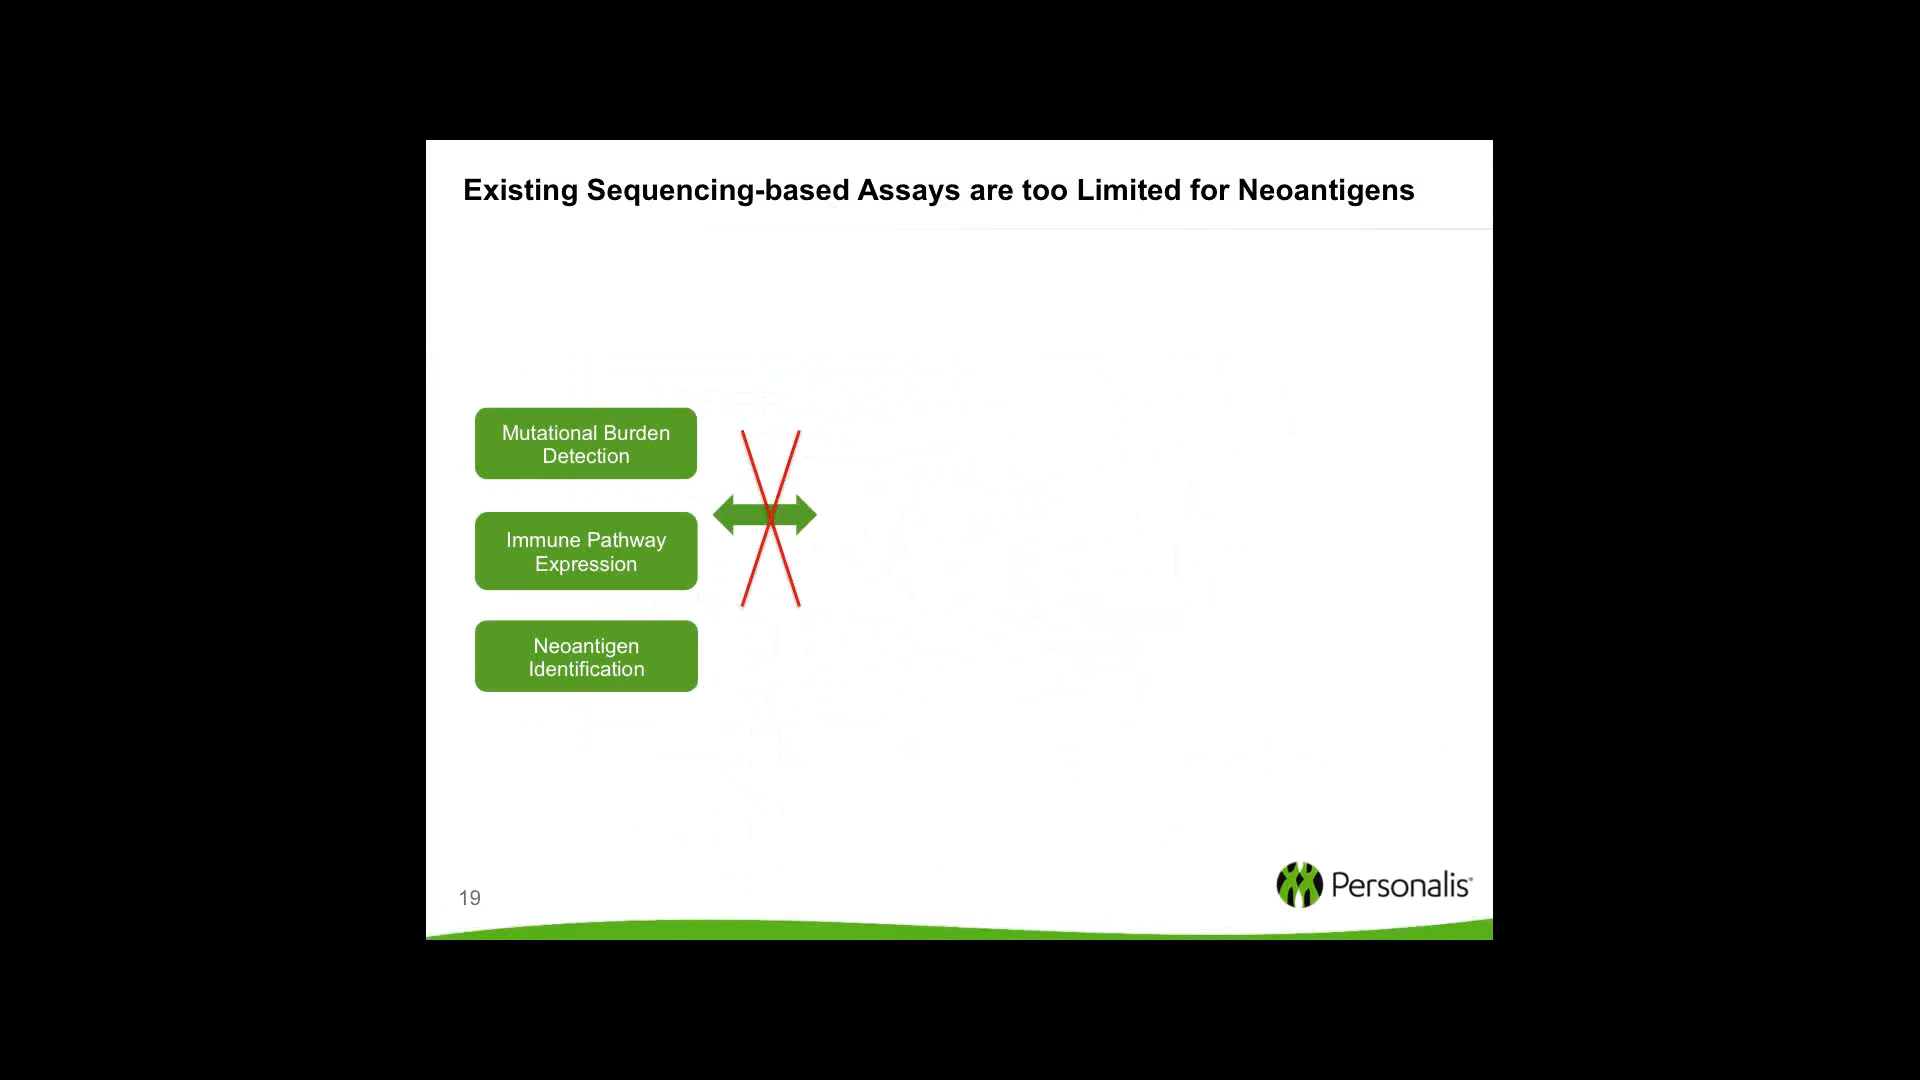 Existing Sequencing-based Assays are too Limited for Neoantigens
Mutational Burden
Detection
Immune Pathway
Expression
Neoantigen
Identification
19
Personalis